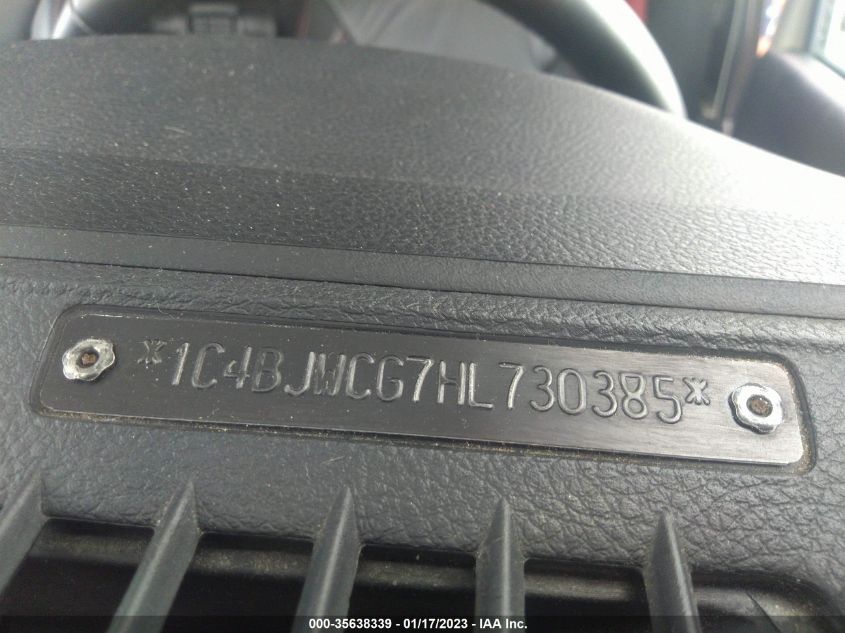 *1C4BJWCG7HL730385*
000-35638339 - 01/17/2023 - IAA Inc.